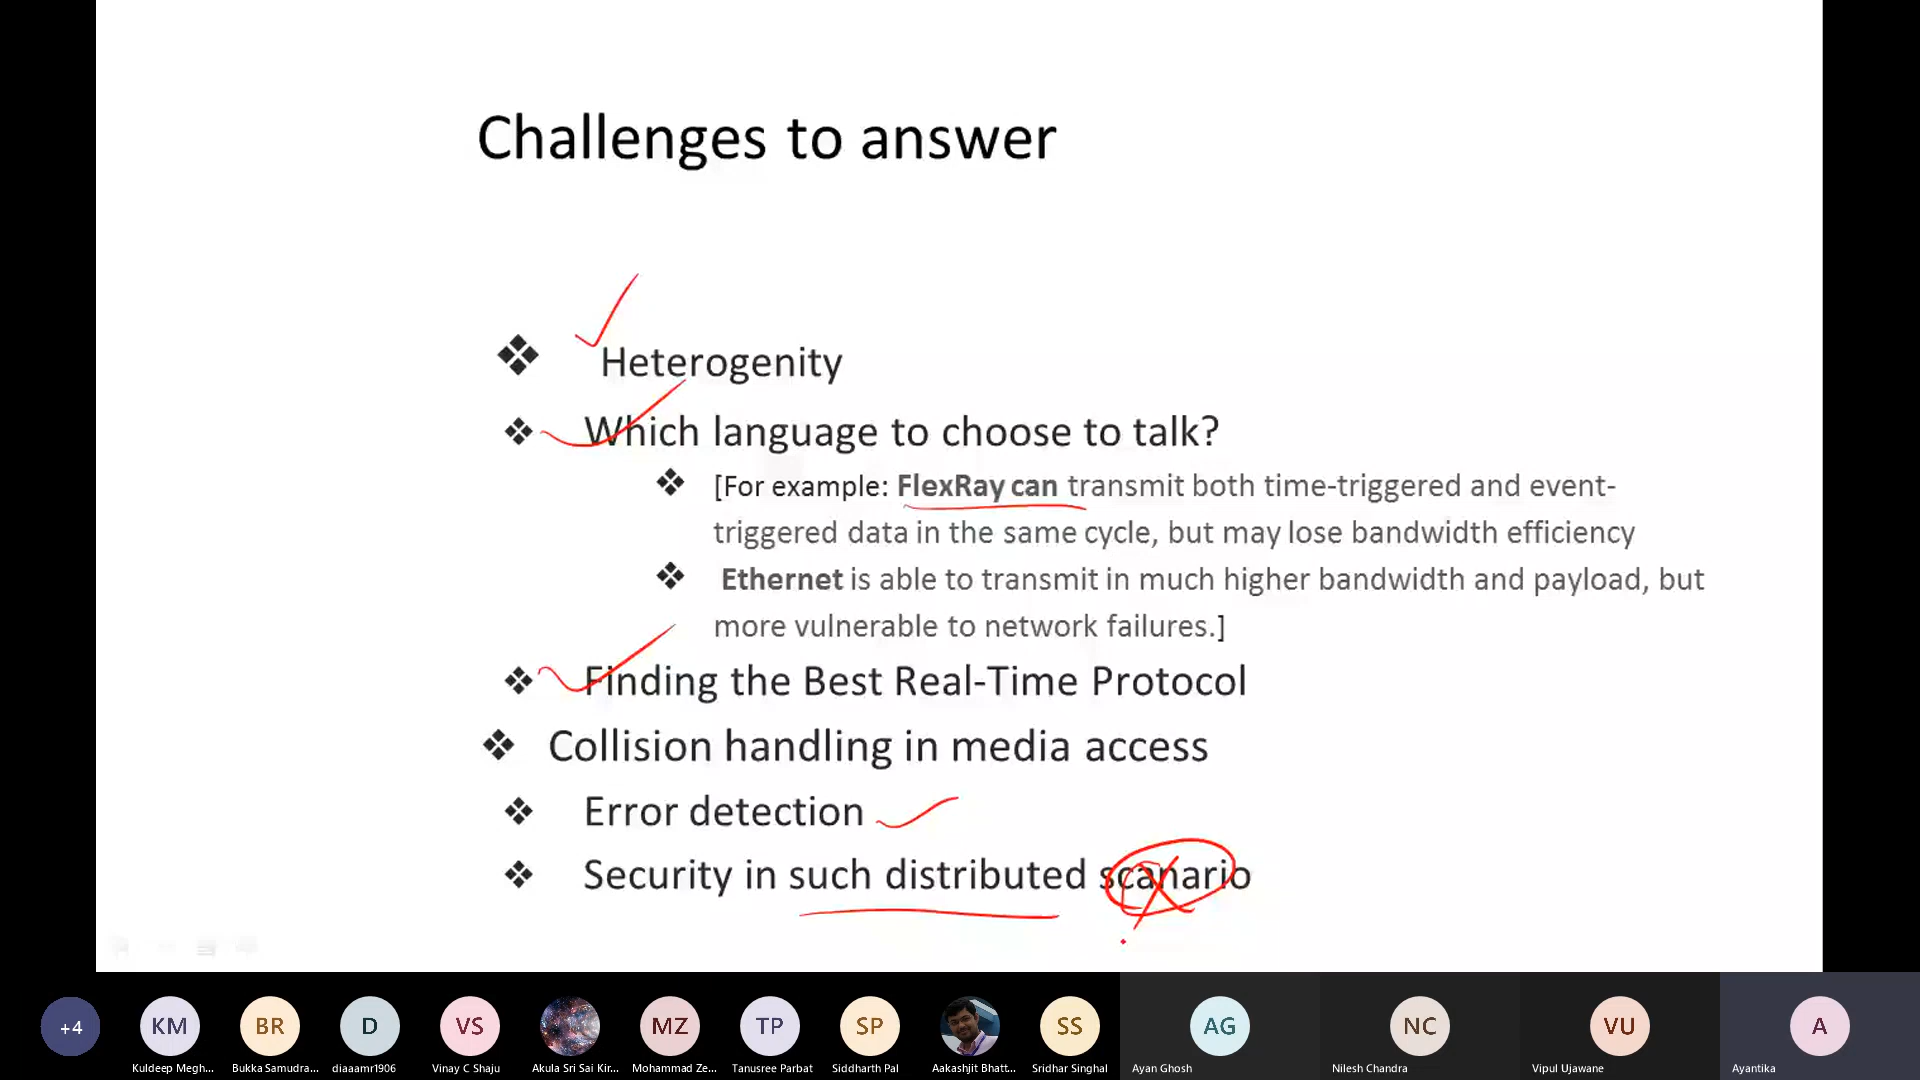 Challenges to answer
Heterogenity
Which language to choose to talk?
[For example: FlexRay can transmit both time-triggered and event-
triggered data in the same cycle, but may lose bandwidth efficiency
Ethernet is able to transmit in much higher bandwidth and payload, but
more vulnerable to network failures.]
Finding the Best Real-Time Protocol
Collision handling in media access
Error detection
Security in such distributed scanario
+4 KM BR D VS MZ TP SP SS AG NC VU A
Kuldeep Megh... Bukka Samudra... diaaamr1906 Vinay C Shaju Akula Sri Sai Kir... Mohammad Ze... Tanusree Parbat Siddharth Pal Aakashjit Bhatt... Sridhar Singhal Ayan Ghosh Nilesh Chandra Vipul Ujawane Ayantika